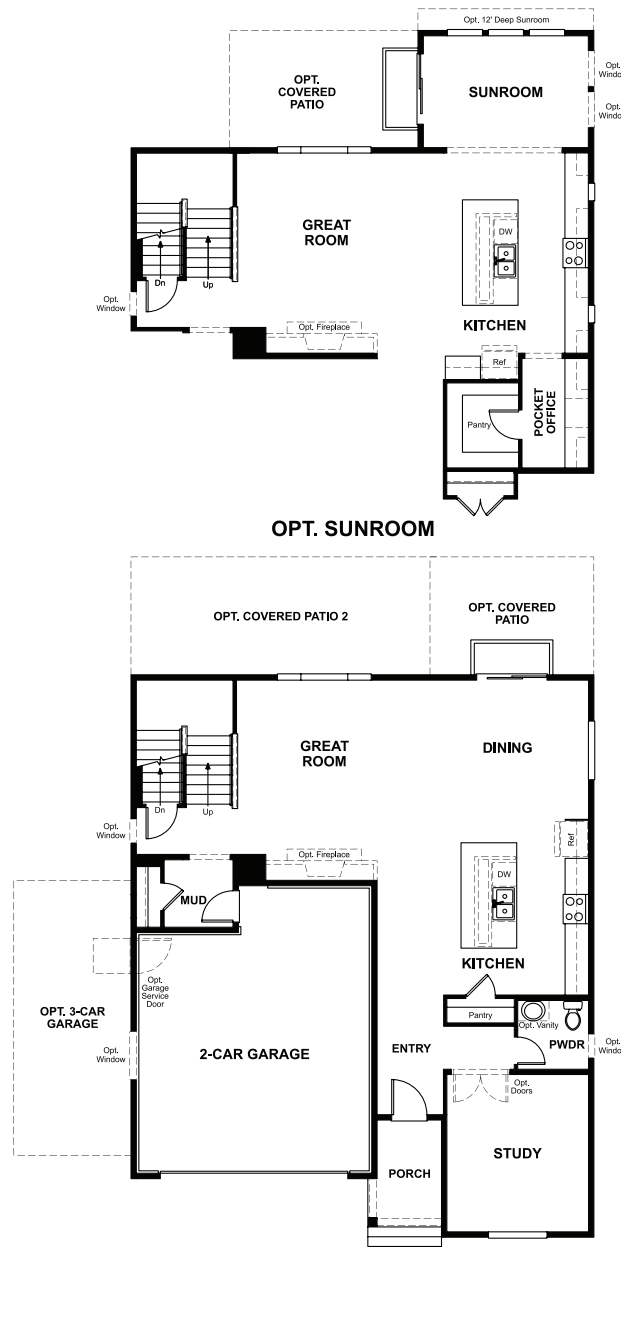 Opt. 12' Deep Sunroom
OPT.
COVERED
PATIO
SUNROOM
Opt.
Opt.
GREAT
ROOM
DW
Dn
Up
Opt.
Window
Opt. Fireplace
KITCHEN
Ref
Pantry
POCKET
OFFICE
OPT. SUNROOM
OPT. COVERED PATIO 2
OPT. COVERED
PATIO
GREAT
ROOM
DINING
Dn
Up
Opt.
Window
Opt. Fireplace
Ref
DW
MUD
KITCHEN
Opt.
Garage
Service
Door
OPT. 3-CAR
GARAGE
Pantry
Opt. Vanity
Opt.
Window
2-CAR GARAGE
ENTRY
PWDR
Opt.
Opt.
Doors
PORCH
STUDY